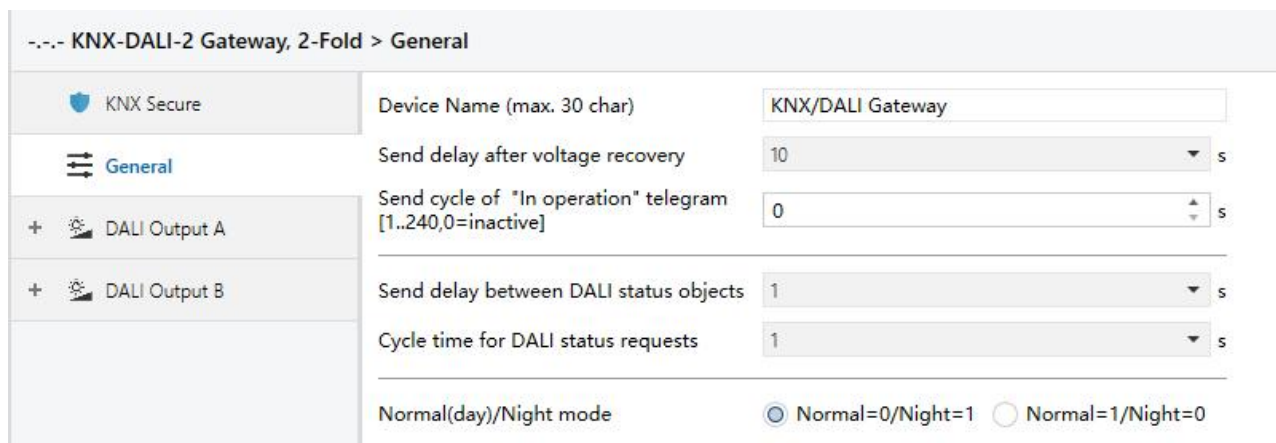 -.-.- KNX-DALI-2 Gateway, 2-Fold > General
KNX Secure
General
+ DALI Output A
+ DALI Output B
Device Name (max. 30 char) KNX/DALI Gateway
Send delay after voltage recovery 10 s
Send cycle of "In operation" telegram
[1..240,0=inactive] 0 s
Send delay between DALI status objects 1 s
Cycle time for DALI status requests 1 s
Normal(day)/Night mode Normal=0/Night=1 Normal=1/Night=0